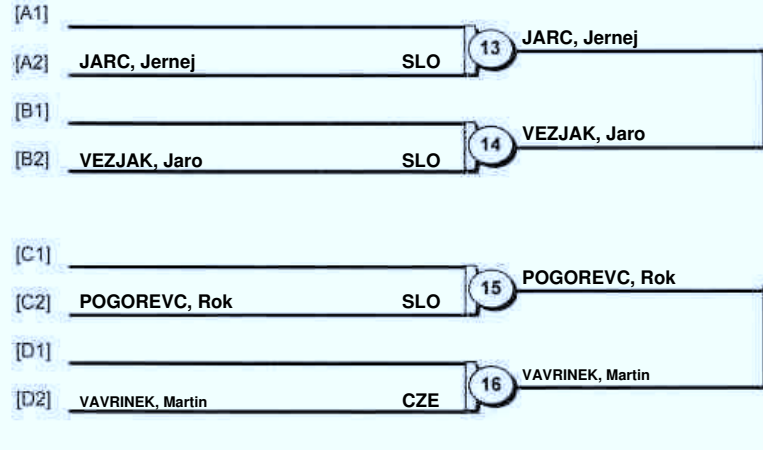 [A1]
13 JARC, Jernej
[A2] JARC, Jernej SLO
[B1]
14 VEZJAK, Jaro
[B2] VEZJAK, Jaro SLO
[C1]
15 POGOREVC, Rok
[C2] POGOREVC, Rok SLO
[D1]
16 VAVRINEK, Martin
[D2] VAVRINEK, Martin CZE